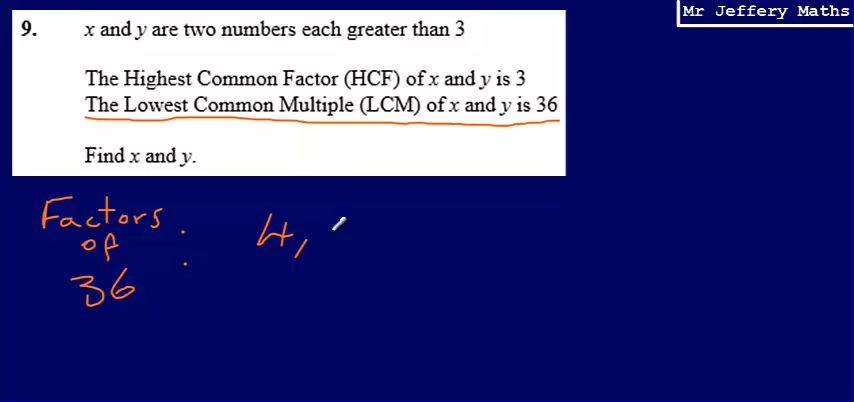 Mr Jeffery Maths
9. x and y are two numbers each greater than 3
The Highest Common Factor (HCF) of x and y is 3
The Lowest Common Multiple (LCM) of x and y is 36
Find x and y.
Factors
of :
36
4,